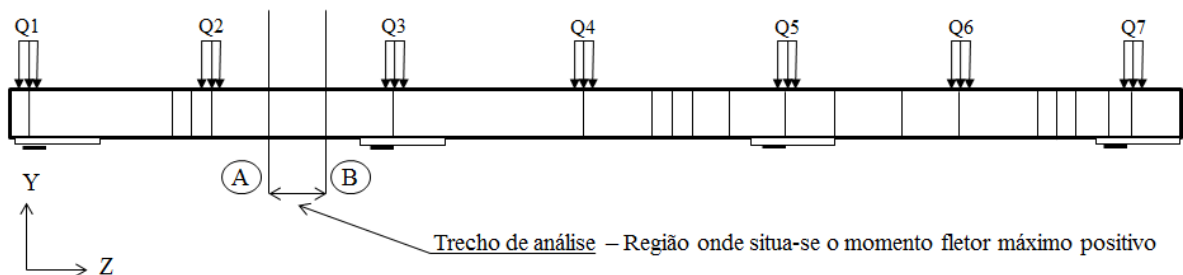 Q1 Q2 Q3 Q4 Q5 Q6 Q7
A B
Y
Z
Trecho de análise – Região onde situa-se o momento fletor máximo positivo